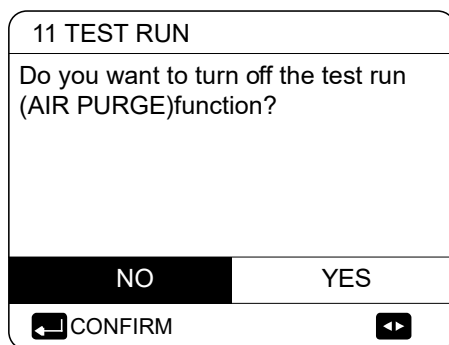 11 TEST RUN
Do you want to turn off the test run
(AIR PURGE)function?
NO YES
CONFIRM